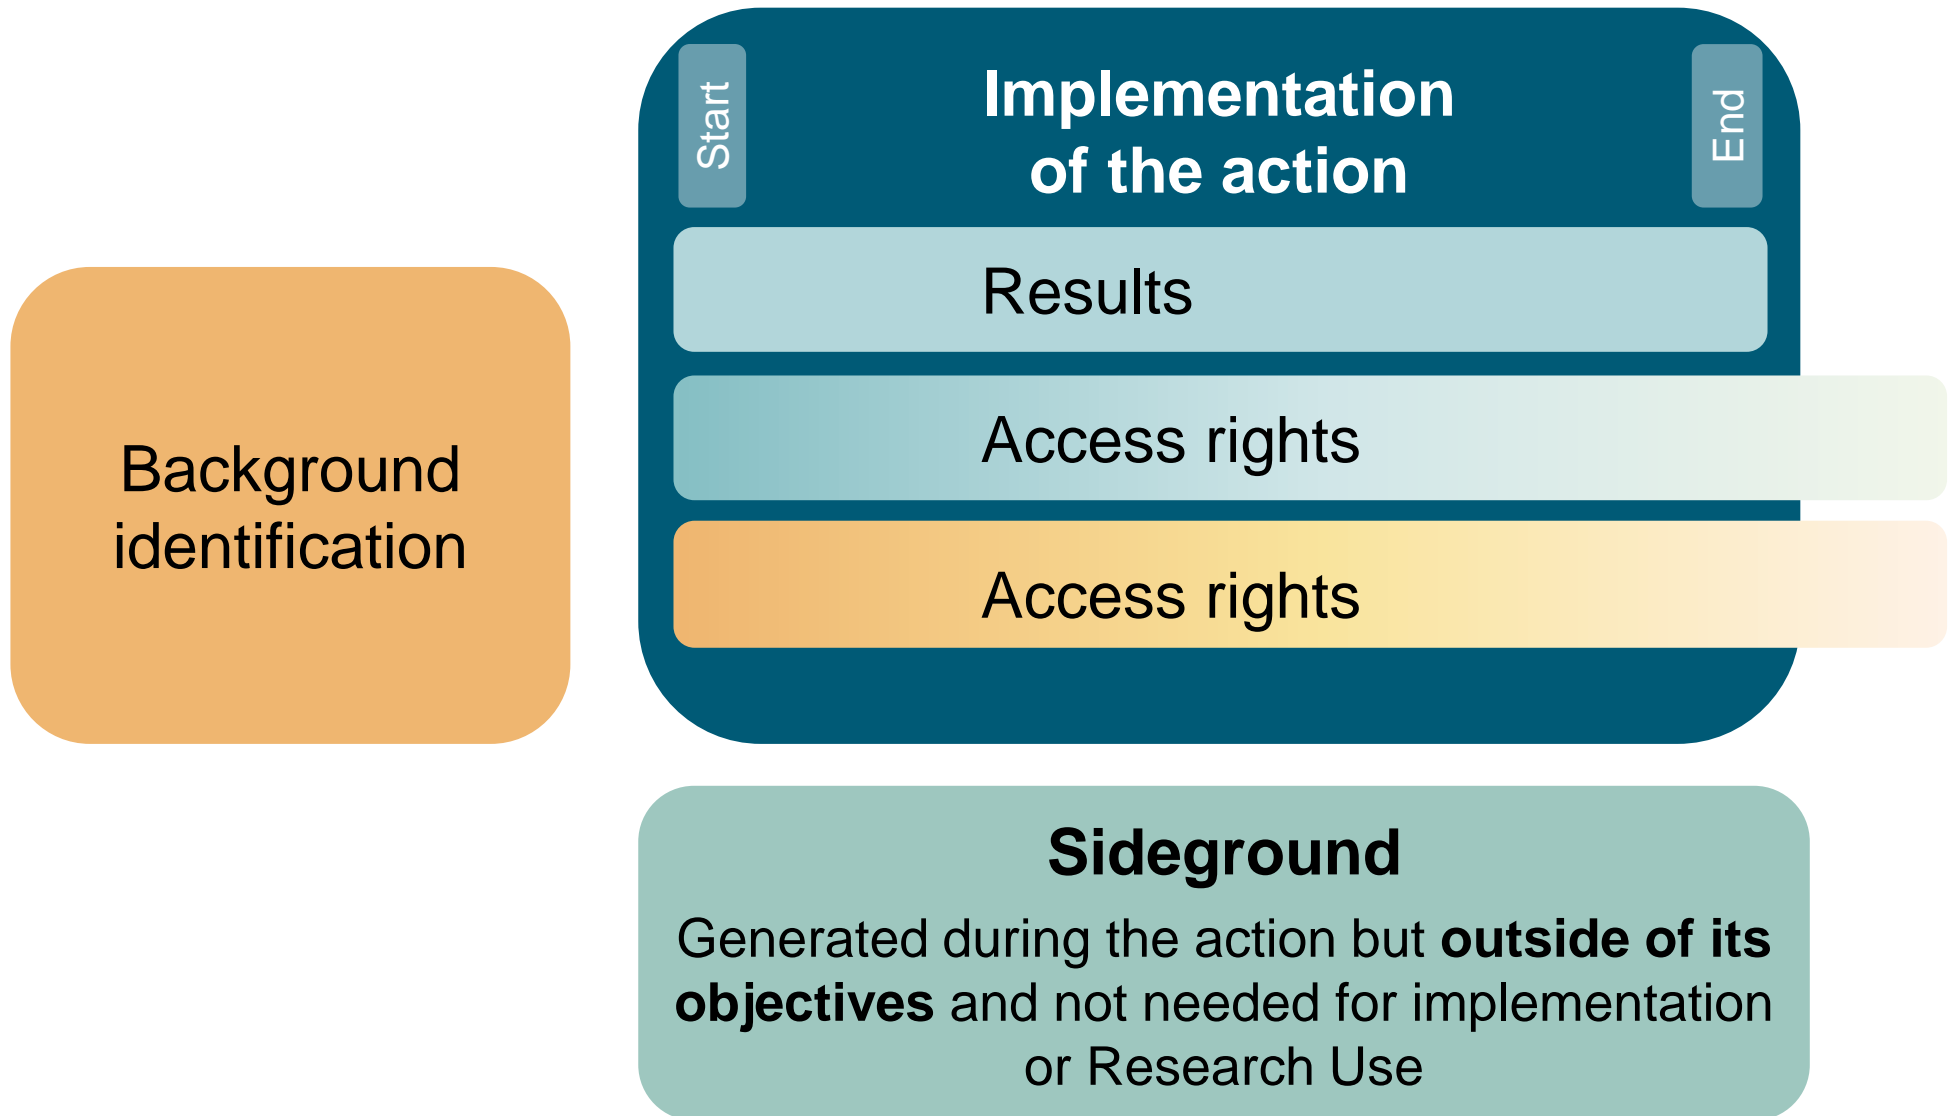 Start
Implementation
of the action
End
Results
Access rights
Access rights
Background
identification
Sideground
Generated during the action but outside of its
objectives and not needed for implementation
or Research Use